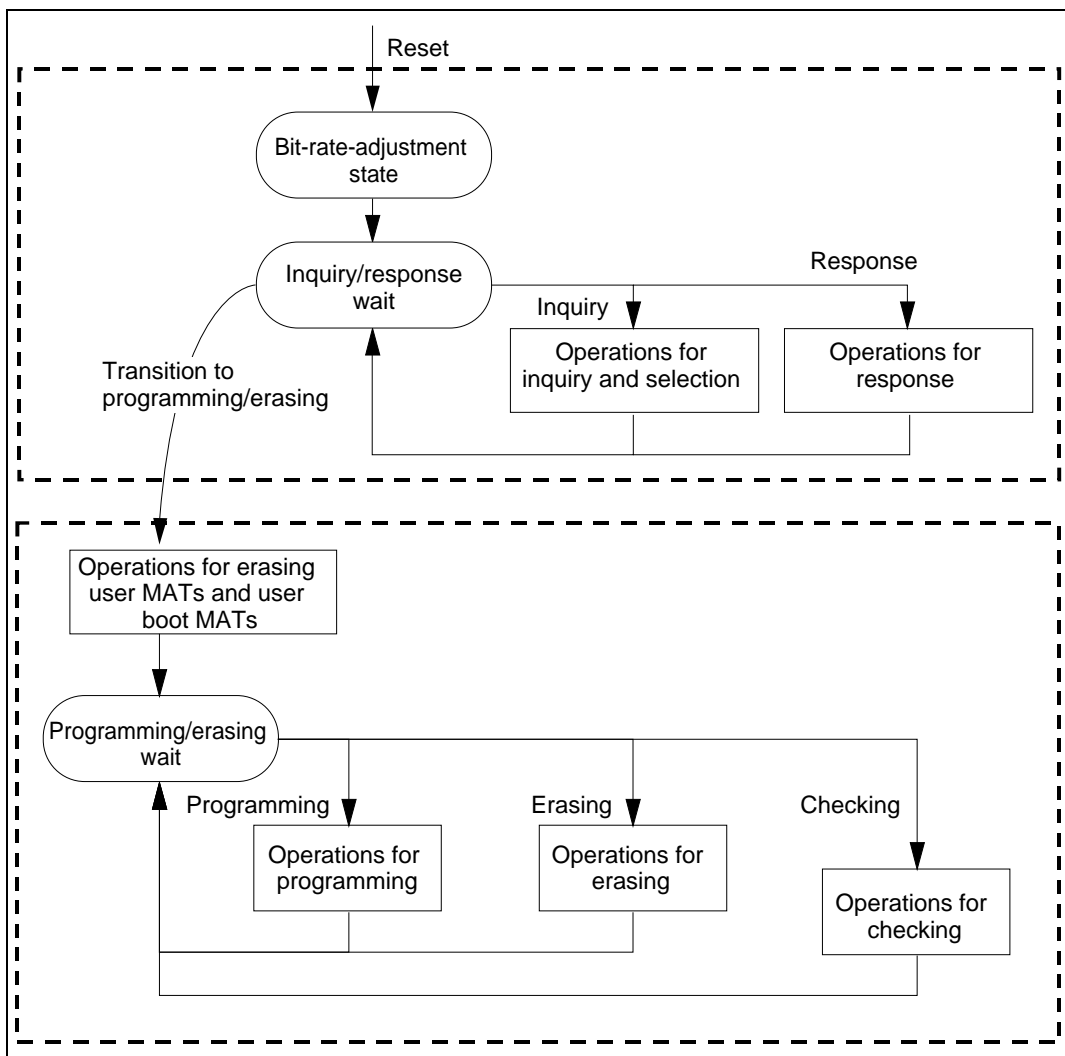 Reset
Bit-rate-adjustment
state
Inquiry/response
wait
Response
Inquiry
Operations for
inquiry and selection
Operations for
response
Transition to
programming/erasing
Operations for erasing
user MATs and user
boot MATs
Programming/erasing
wait
Programming
Erasing
Checking
Operations for
programming
Operations for
erasing
Operations for
checking